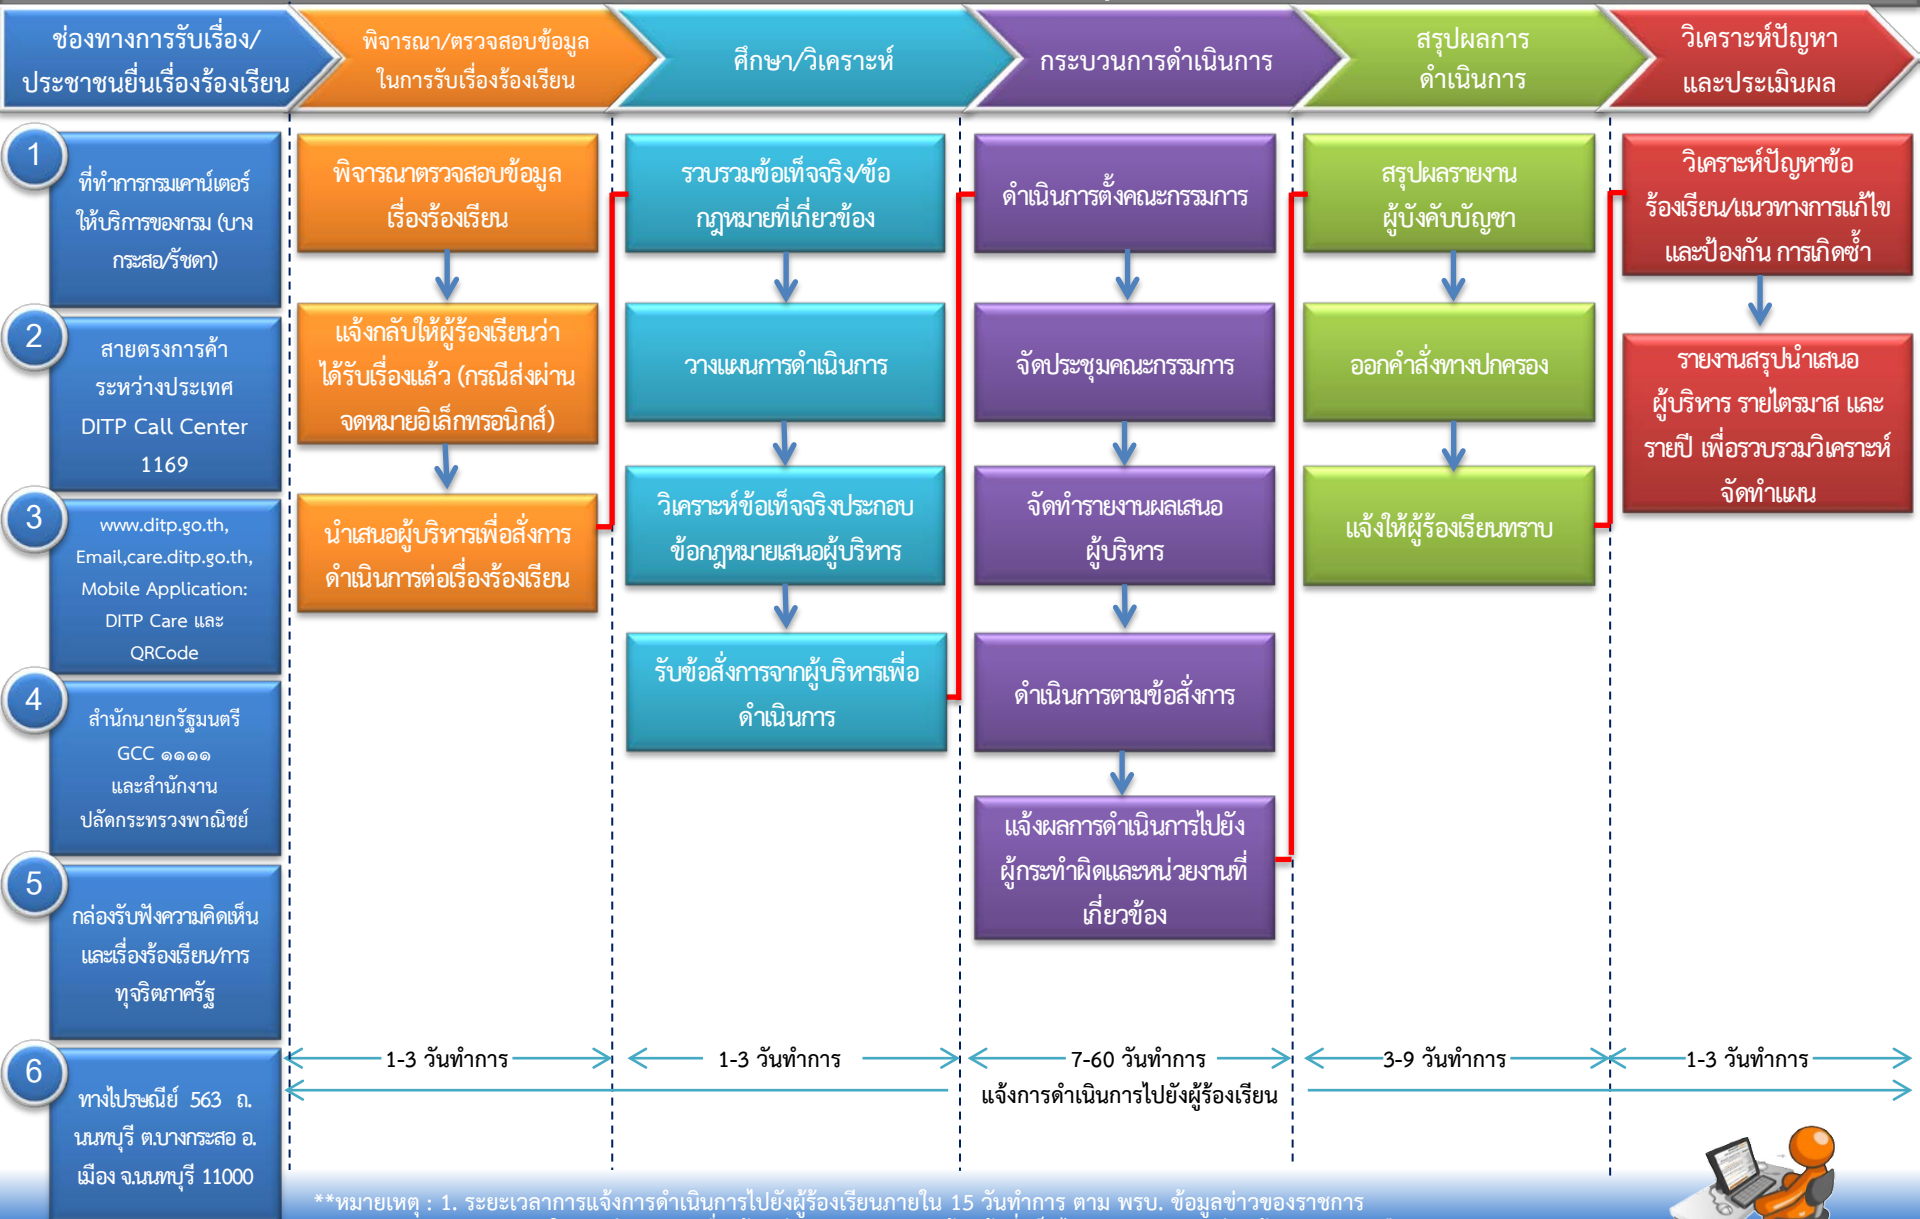 ช่องทางการรับเรื่อง/
ประชาชนยื่นเรื่องร้องเรียน
พิจารณา/ตรวจสอบข้อมูล
ในการรับเรื่องร้องเรียน
ศึกษา/วิเคราะห์
กระบวนการดำเนินการ
สรุปผลการ
ดำเนินการ
วิเคราะห์ปัญหา
และประเมินผล
1
ที่ทำการกรมเคาน์เตอร์
ให้บริการของกรม (บาง
กระสอ/รัชดา)
2
สายตรงการค้า
ระหว่างประเทศ
DITP Call Center
1169
3
www.ditp.go.th,
Email,care.ditp.go.th,
Mobile Application:
DITP Care และ
QRCode
4
สำนักนายกรัฐมนตรี
GCC ๑๑๑๑
และสำนักงาน
ปลัดกระทรวงพาณิชย์
5
กล่องรับฟังความคิดเห็น
และเรื่องร้องเรียน/การ
ทุจริตภาครัฐ
6
ทางไปรษณีย์ 563 ถ.
นนทบุรี ต.บางกระสอ อ.
เมือง จ.นนทบุรี 11000
พิจารณาตรวจสอบข้อมูล
เรื่องร้องเรียน
แจ้งกลับให้ผู้ร้องเรียนว่า
ได้รับเรื่องแล้ว (กรณีส่งผ่าน
จดหมายอิเล็กทรอนิกส์)
นำเสนอผู้บริหารเพื่อสั่งการ
ดำเนินการต่อเรื่องร้องเรียน
รวบรวมข้อเท็จจริง/ข้อ
กฎหมายที่เกี่ยวข้อง
วางแผนการดำเนินการ
วิเคราะห์ข้อเท็จจริงประกอบ
ข้อกฎหมายเสนอผู้บริหาร
รับข้อสั่งการจากผู้บริหารเพื่อ
ดำเนินการ
ดำเนินการตั้งคณะกรรมการ
จัดประชุมคณะกรรมการ
จัดทำรายงานผลเสนอ
ผู้บริหาร
ดำเนินการตามข้อสั่งการ
แจ้งผลการดำเนินการไปยัง
ผู้กระทำผิดและหน่วยงานที่
เกี่ยวข้อง
สรุปผลรายงาน
ผู้บังคับบัญชา
ออกคำสั่งทางปกครอง
แจ้งให้ผู้ร้องเรียนทราบ
วิเคราะห์ปัญหาข้อ
ร้องเรียน/แนวทางการแก้ไข
และป้องกัน การเกิดซ้ำ
รายงานสรุปนำเสนอ
ผู้บริหาร รายไตรมาส และ
รายปี เพื่อรวบรวมวิเคราะห์
จัดทำแผน
1-3 วันทำการ
1-3 วันทำการ
7-60 วันทำการ
3-9 วันทำการ
1-3 วันทำการ
แจ้งการดำเนินการไปยังผู้ร้องเรียน
**หมายเหตุ : 1. ระยะเวลาการแจ้งการดำเนินการไปยังผู้ร้องเรียนภายใน 15 วันทำการ ตาม พรบ. ข้อมูลข่าวของราชการ